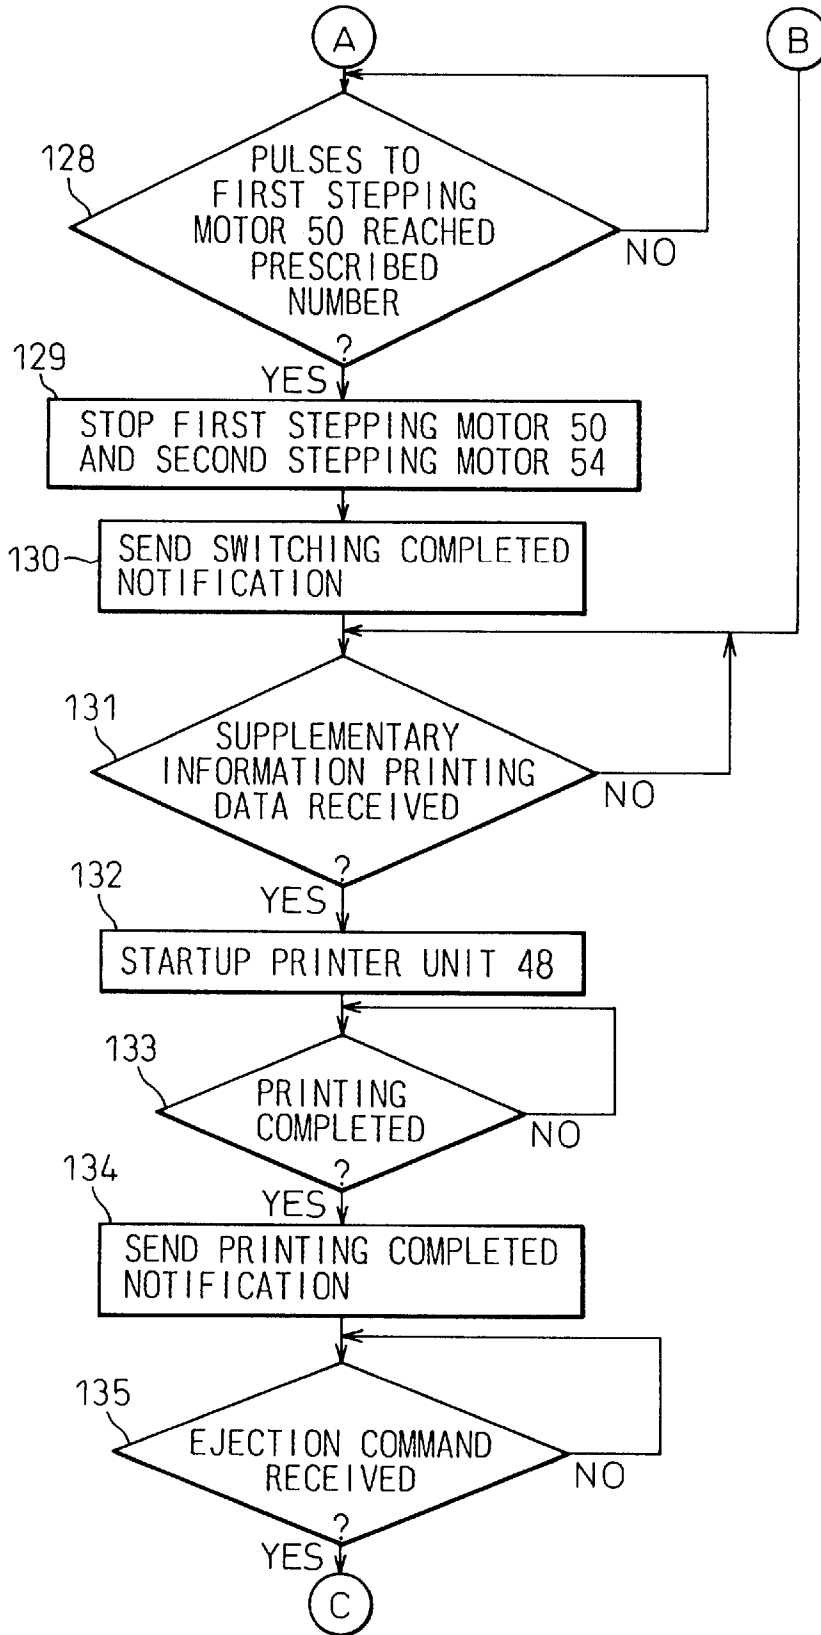 A
B
128
PULSES TO
FIRST STEPPING
MOTOR 50 REACHED
PRESCRIBED
NUMBER
?
NO
YES
129
STOP FIRST STEPPING MOTOR 50
AND SECOND STEPPING MOTOR 54
130
SEND SWITCHING COMPLETED
NOTIFICATION
131
SUPPLEMENTARY
INFORMATION PRINTING
DATA RECEIVED
?
NO
YES
132
STARTUP PRINTER UNIT 48
133
PRINTING
COMPLETED
?
NO
YES
134
SEND PRINTING COMPLETED
NOTIFICATION
135
EJECTION COMMAND
RECEIVED
?
NO
YES
C